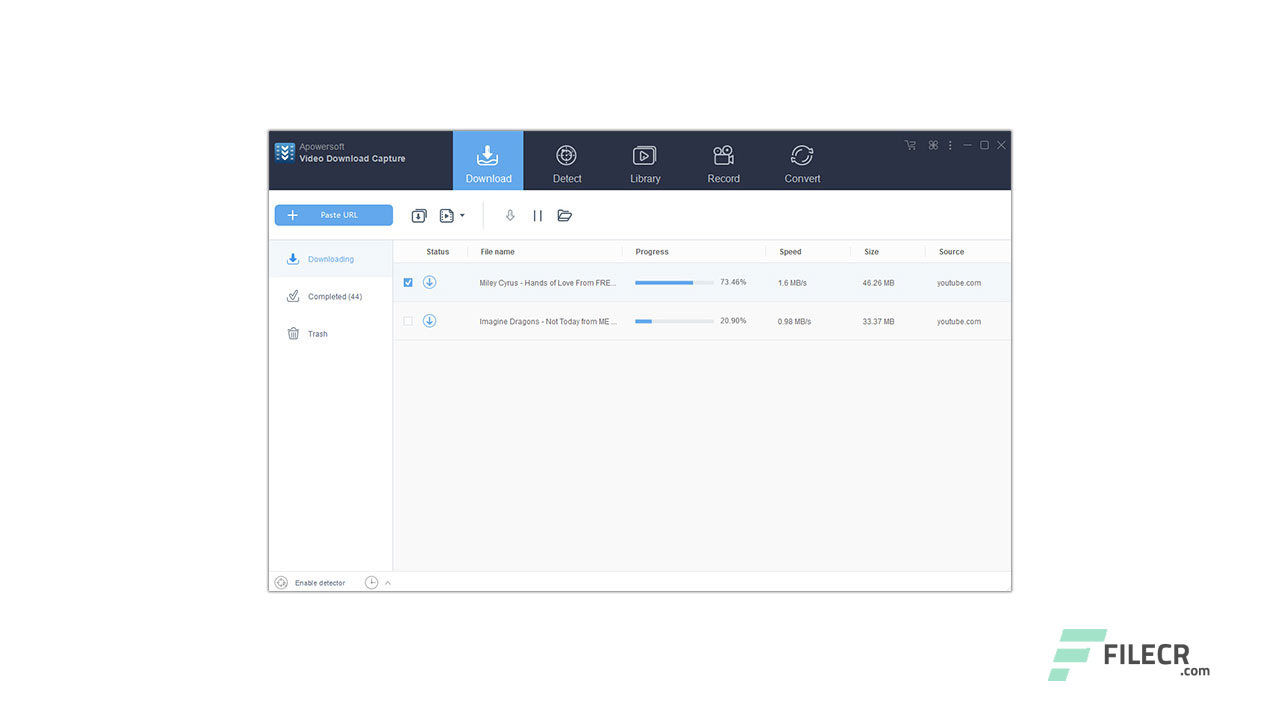 Apowersoft
Video Download Capture
Download
Detect
Library
Record
Convert
Paste URL
Downloading
Completed (44)
Trash
Status File name Progress Speed Size Source
Miley Cyrus - Hands of Love From FRE... 73.46% 1.6 MB/s 46.26 MB youtube.com
Imagine Dragons - Not Today from ME ... 20.90% 0.98 MB/s 33.37 MB youtube.com
Enable detector
FILECR
.com